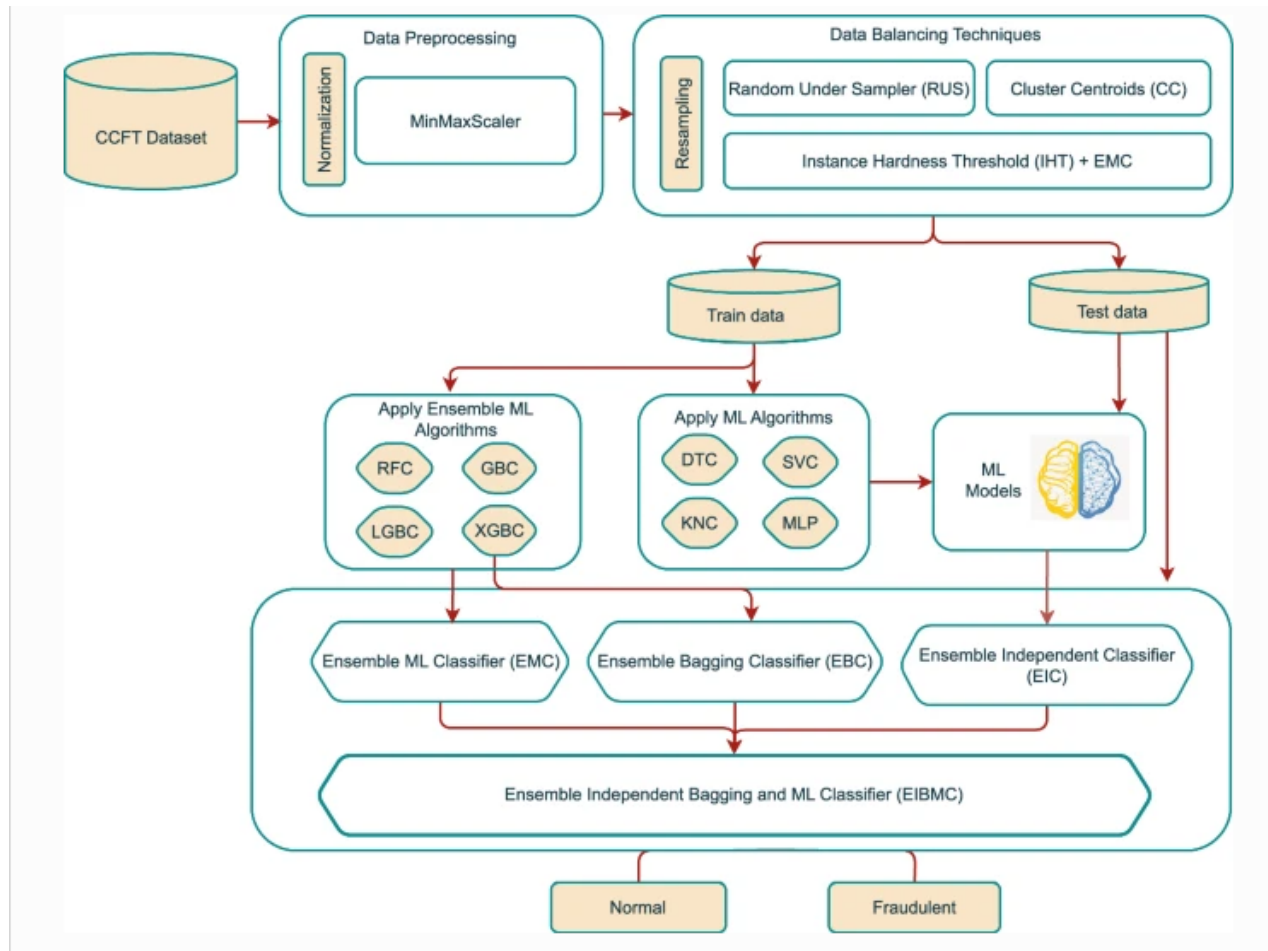 Data Preprocessing
Data Balancing Techniques
CCFT Dataset
Normalization
MinMaxScaler
Resampling
Random Under Sampler (RUS)
Cluster Centroids (CC)
Instance Hardness Threshold (IHT) + EMC
Train data
Test data
Apply Ensemble ML
Algorithms
RFC
GBC
LGBC
XGBC
Apply ML Algorithms
DTC
SVC
KNC
MLP
ML
Models
Ensemble ML Classifier (EMC)
Ensemble Bagging Classifier (EBC)
Ensemble Independent Classifier
(EIC)
Ensemble Independent Bagging and ML Classifier (EIBMC)
Normal
Fraudulent